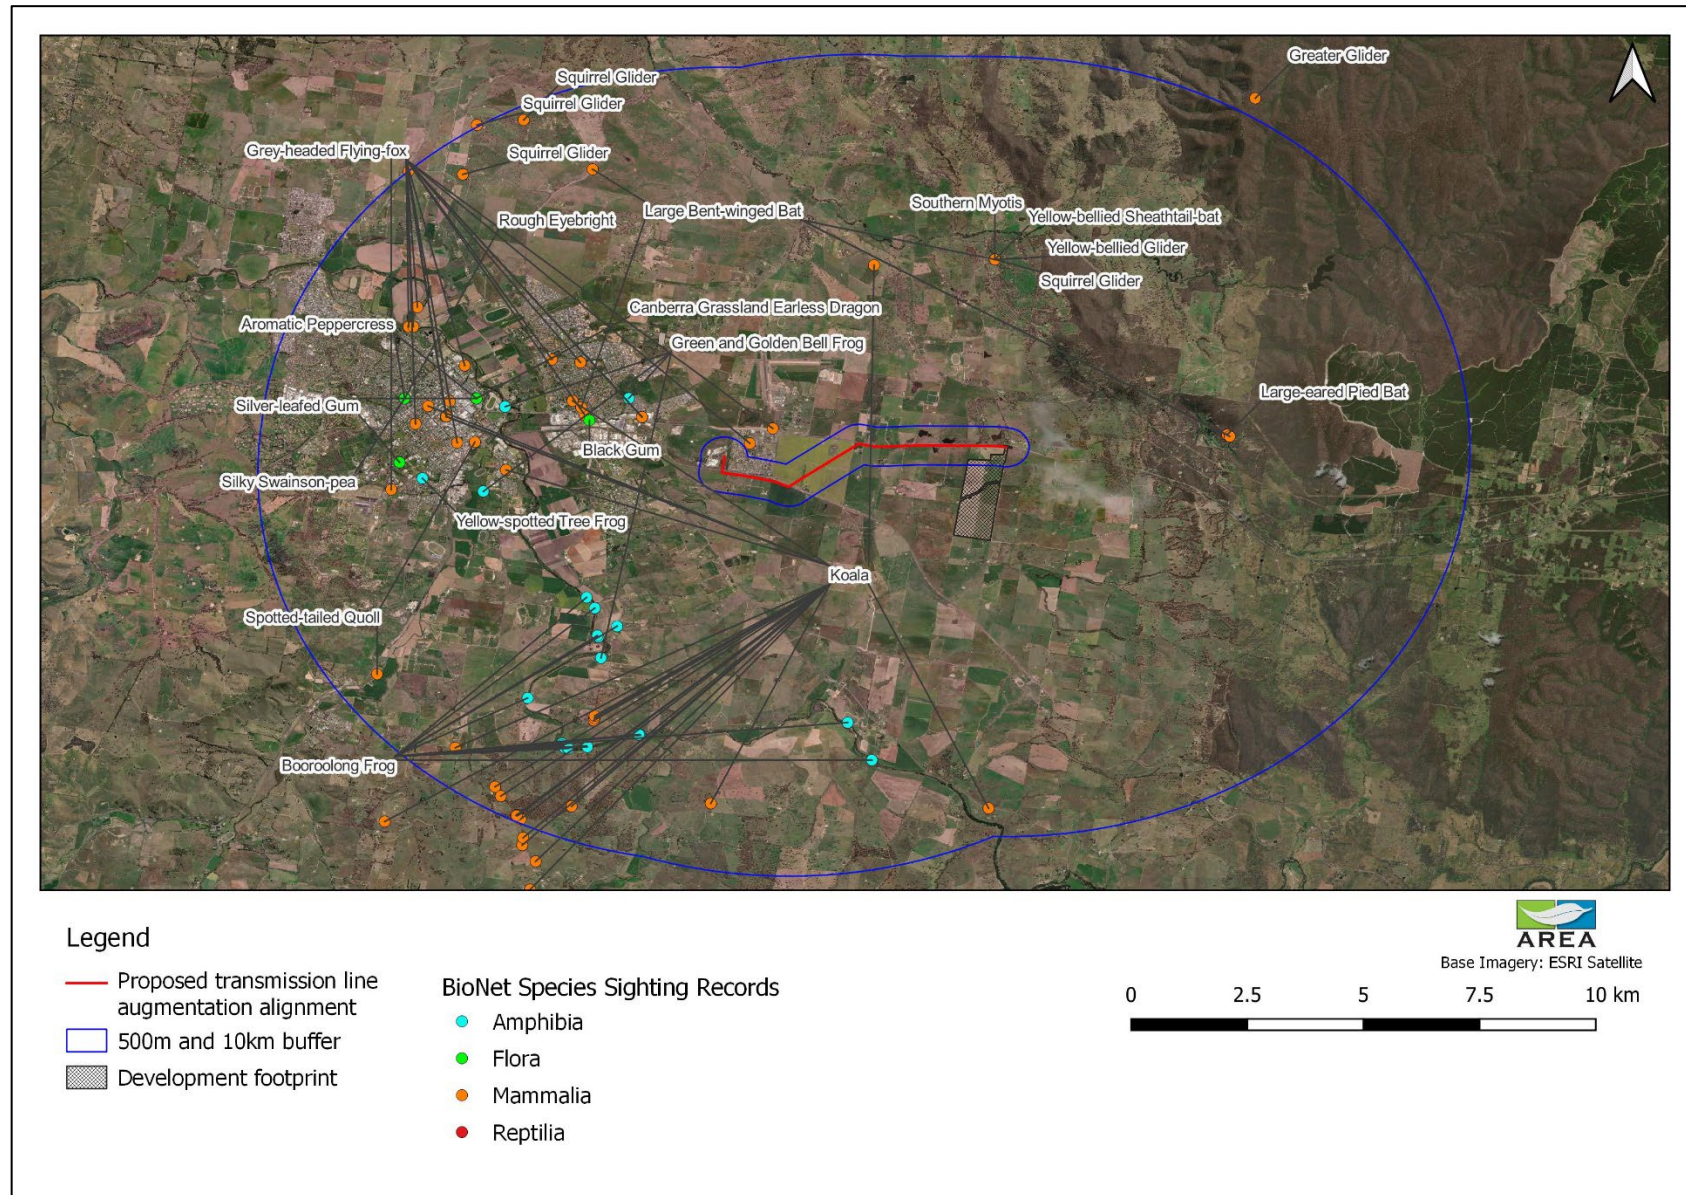 Greater Glider
Squirrel Glider
Squirrel Glider
Grey-headed Flying-fox
Squirrel Glider
Southern Myotis
Large Bent-winged Bat
Yellow-bellied Sheathtail-bat
Rough Eyebright
Yellow-bellied Glider
Squirrel Glider
Canberra Grassland Earless Dragon
Aromatic Peppercress
Green and Golden Bell Frog
Large-eared Pied Bat
Silver-leafed Gum
Black Gum
Silky Swainson-pea
Yellow-spotted Tree Frog
Koala
Spotted-tailed Quoll
Booroolong Frog
Legend
Proposed transmission line
augmentation alignment
500m and 10km buffer
Development footprint
BioNet Species Sighting Records
Amphibia
Flora
Mammalia
Reptilia
AREA
Base Imagery: ESRI Satellite
0 2.5 5 7.5 10 km